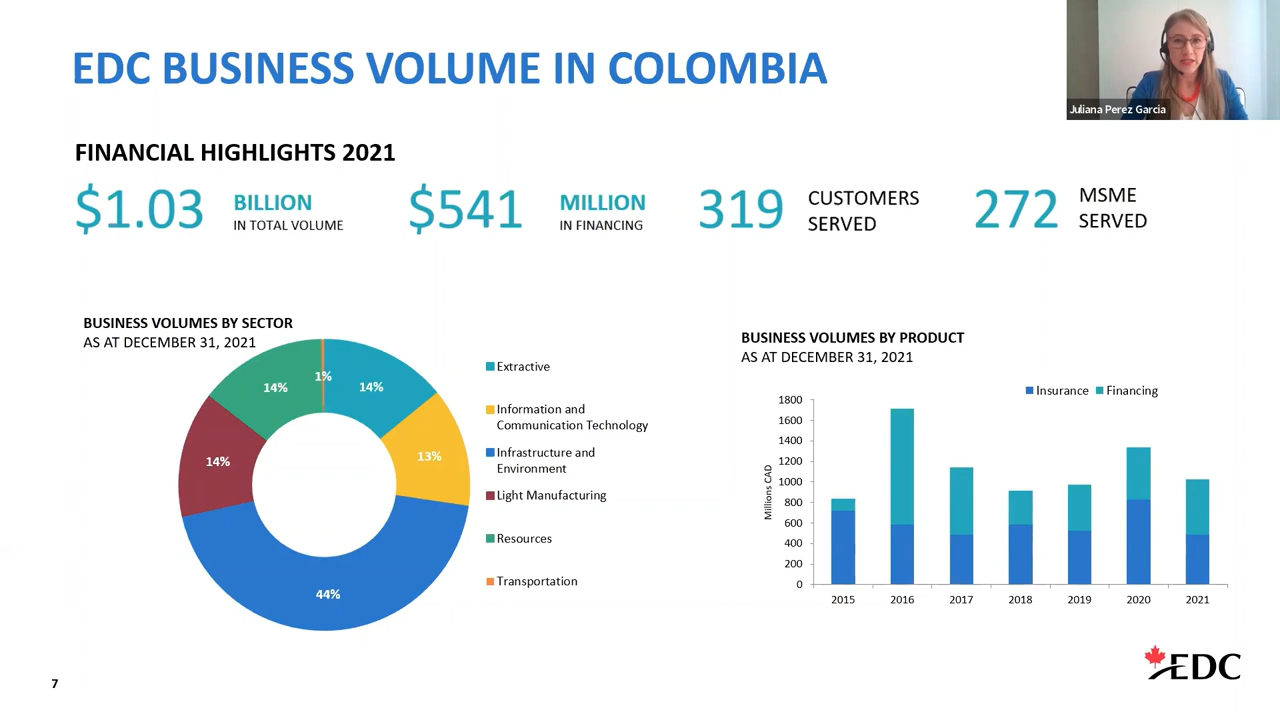 EDC BUSINESS VOLUME IN COLOMBIA
Juliana Perez Garcia
FINANCIAL HIGHLIGHTS 2021
$1.03 BILLION
IN TOTAL VOLUME
$541 MILLION
IN FINANCING
319 CUSTOMERS
SERVED
272 MSME
SERVED
BUSINESS VOLUMES BY SECTOR
AS AT DECEMBER 31, 2021
14%
1%
14%
13%
14%
44%
Extractive
Information and
Communication Technology
Infrastructure and
Environment
Light Manufacturing
Resources
Transportation
BUSINESS VOLUMES BY PRODUCT
AS AT DECEMBER 31, 2021
Insurance Financing
Millions CAD
1800
1600
1400
1200
1000
800
600
400
200
0
2015 2016 2017 2018 2019 2020 2021
EDC
7